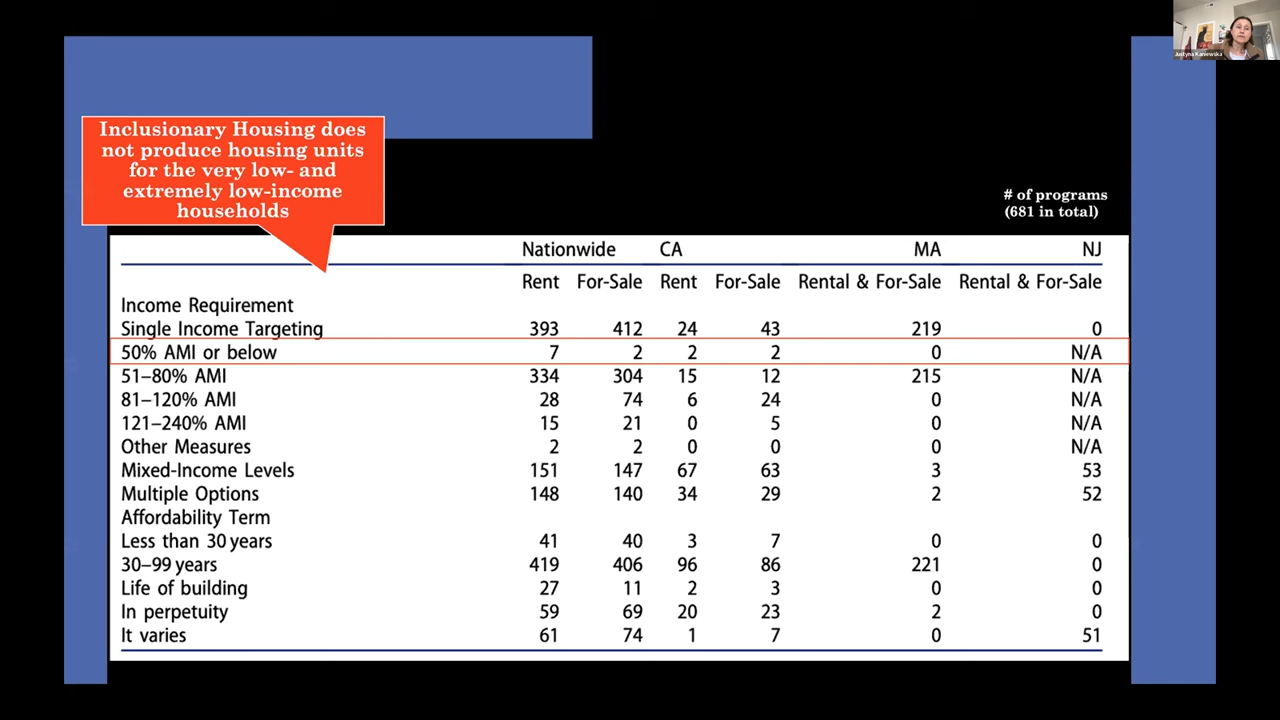 Justyna Kaniewska
Inclusionary Housing does
not produce housing units
for the very low- and
extremely low-income
households
# of programs
(681 in total)
Nationwide CA MA NJ
Rent For-Sale Rent For-Sale Rental & For-Sale Rental & For-Sale
Income Requirement
Single Income Targeting 393 412 24 43 219 0
50% AMI or below 7 2 2 2 0 N/A
51–80% AMI 334 304 15 12 215 N/A
81–120% AMI 28 74 6 24 0 N/A
121–240% AMI 15 21 0 5 0 N/A
Other Measures 2 2 0 0 0 N/A
Mixed-Income Levels 151 147 67 63 3 53
Multiple Options 148 140 34 29 2 52
Affordability Term
Less than 30 years 41 40 3 7 0 0
30–99 years 419 406 96 86 221 0
Life of building 27 11 2 3 0 0
In perpetuity 59 69 20 23 2 0
It varies 61 74 1 7 0 51